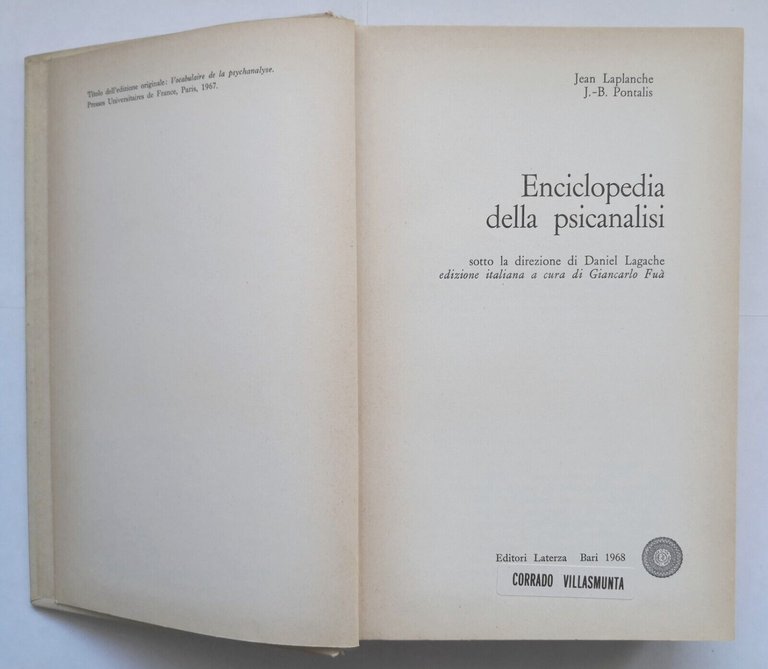 Titolo dell'edizione originale: Vocabulaire de la psychanalyse.
Presses Universitaires de France, Paris, 1967.
Jean Laplanche
J.-B. Pontalis
Enciclopedia
della psicanalisi
sotto la direzione di Daniel Lagache
edizione italiana a cura di Giancarlo Fuà
Editori Laterza Bari 1968
CORRADO VILLASMUNTA